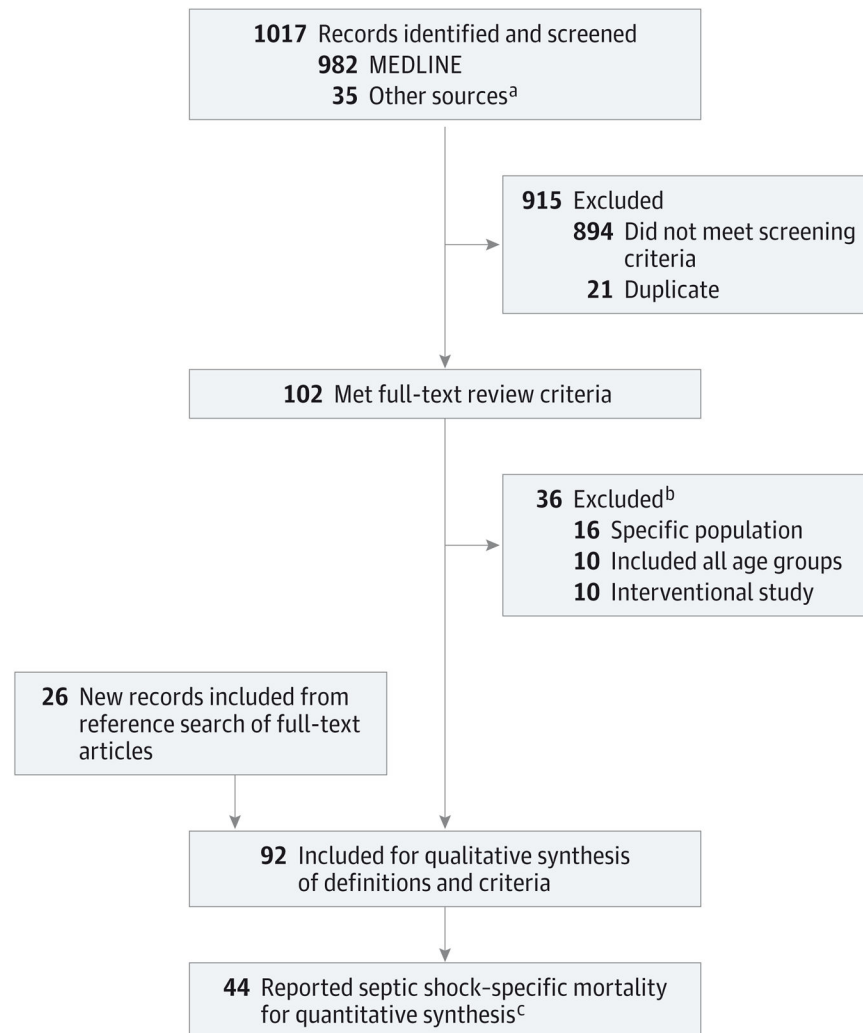 1017 Records identified and screened
982 MEDLINE
35 Other sourcesa
915 Excluded
894 Did not meet screening
criteria
21 Duplicate
102 Met full-text review criteria
36 Excludedb
16 Specific population
10 Included all age groups
10 Interventional study
26 New records included from
reference search of full-text
articles
92 Included for qualitative synthesis
of definitions and criteria
44 Reported septic shock–specific mortality
for quantitative synthesisc